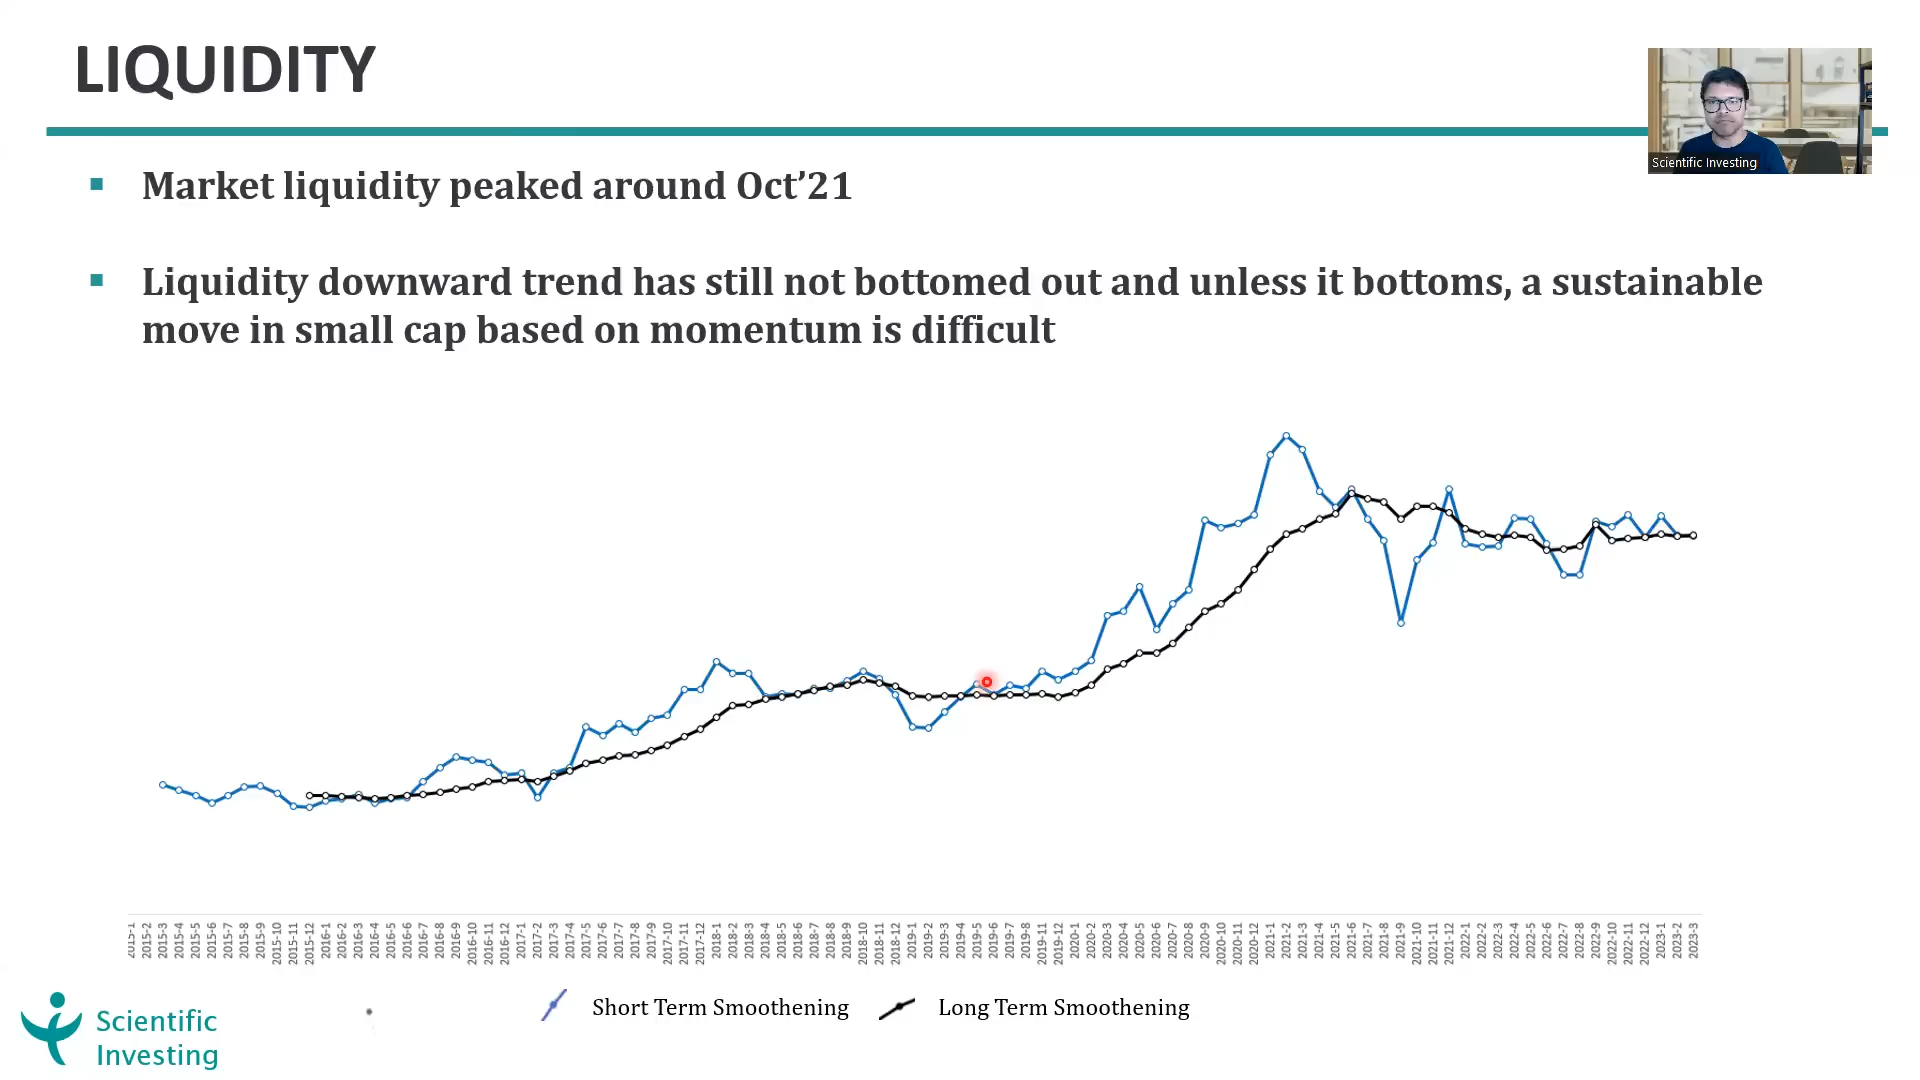 LIQUIDITY
Scientific Investing
▪ Market liquidity peaked around Oct’21
▪ Liquidity downward trend has still not bottomed out and unless it bottoms, a sustainable
move in small cap based on momentum is difficult
2015-1 2015-2 2015-3 2015-4 2015-5 2015-6 2015-7 2015-8 2015-9 2015-10 2015-11 2015-12 2016-1 2016-2 2016-3 2016-4 2016-5 2016-6 2016-7 2016-8 2016-9 2016-10 2016-11 2016-12 2017-1 2017-2 2017-3 2017-4 2017-5 2017-6 2017-7 2017-8 2017-9 2017-10 2017-11 2017-12 2018-1 2018-2 2018-3 2018-4 2018-5 2018-6 2018-7 2018-8 2018-9 2018-10 2018-11 2018-12 2019-1 2019-2 2019-3 2019-4 2019-5 2019-6 2019-7 2019-8 2019-11 2019-12 2020-1 2020-2 2020-3 2020-4 2020-5 2020-6 2020-7 2020-8 2020-9 2020-10 2020-11 2020-12 2021-1 2021-2 2021-3 2021-4 2021-5 2021-6 2021-7 2021-8 2021-9 2021-10 2021-11 2021-12 2022-1 2022-2 2022-3 2022-4 2022-5 2022-6 2022-7 2022-8 2022-9 2022-10 2022-11 2022-12 2023-1 2023-2 2023-3
Short Term Smoothening
Long Term Smoothening
Scientific
Investing